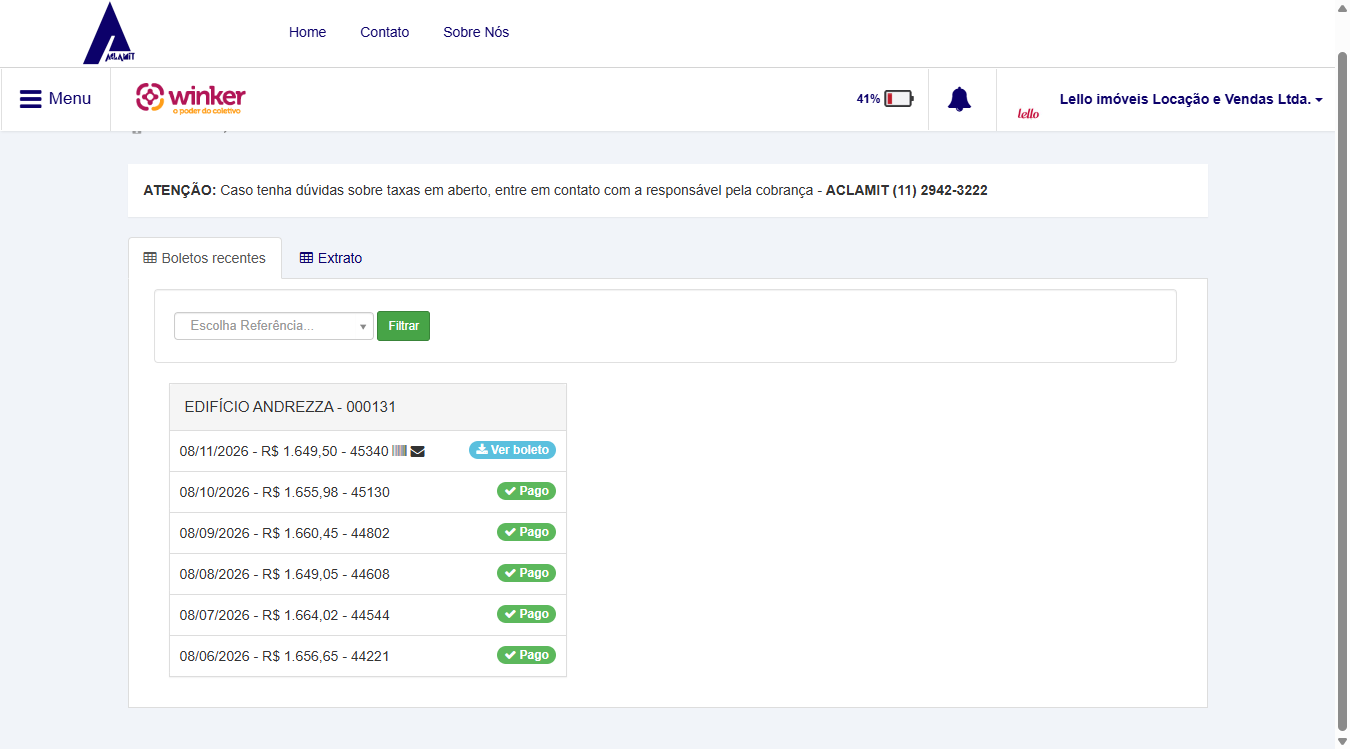 ACLAMIT
Home Contato Sobre Nós
Menu
winker
o poder do coletivo
41%
lello
Lello imóveis Locação e Vendas Ltda.
ATENÇÃO: Caso tenha dúvidas sobre taxas em aberto, entre em contato com a responsável pela cobrança - ACLAMIT (11) 2942-3222
Boletos recentes Extrato
Escolha Referência... Filtrar
EDIFÍCIO ANDREZZA - 000131
08/11/2026 - R$ 1.649,50 - 45340 Ver boleto
08/10/2026 - R$ 1.655,98 - 45130 Pago
08/09/2026 - R$ 1.660,45 - 44802 Pago
08/08/2026 - R$ 1.649,05 - 44608 Pago
08/07/2026 - R$ 1.664,02 - 44544 Pago
08/06/2026 - R$ 1.656,65 - 44221 Pago